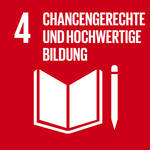 4 CHANCENGERECHTE
UND HOCHWERTIGE
BILDUNG